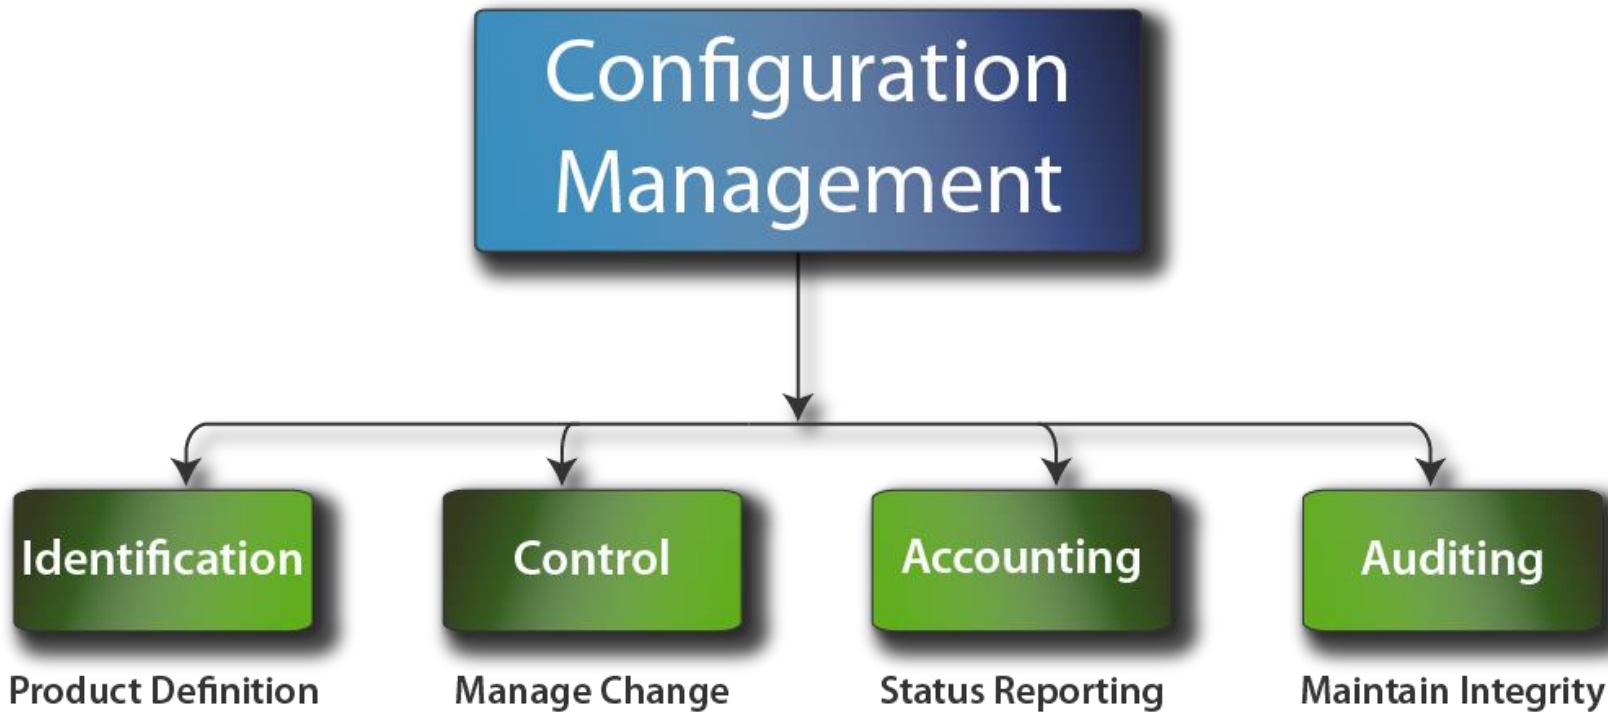 Configuration
Management
Identification
Control
Accounting
Auditing
Product Definition
Manage Change
Status Reporting
Maintain Integrity